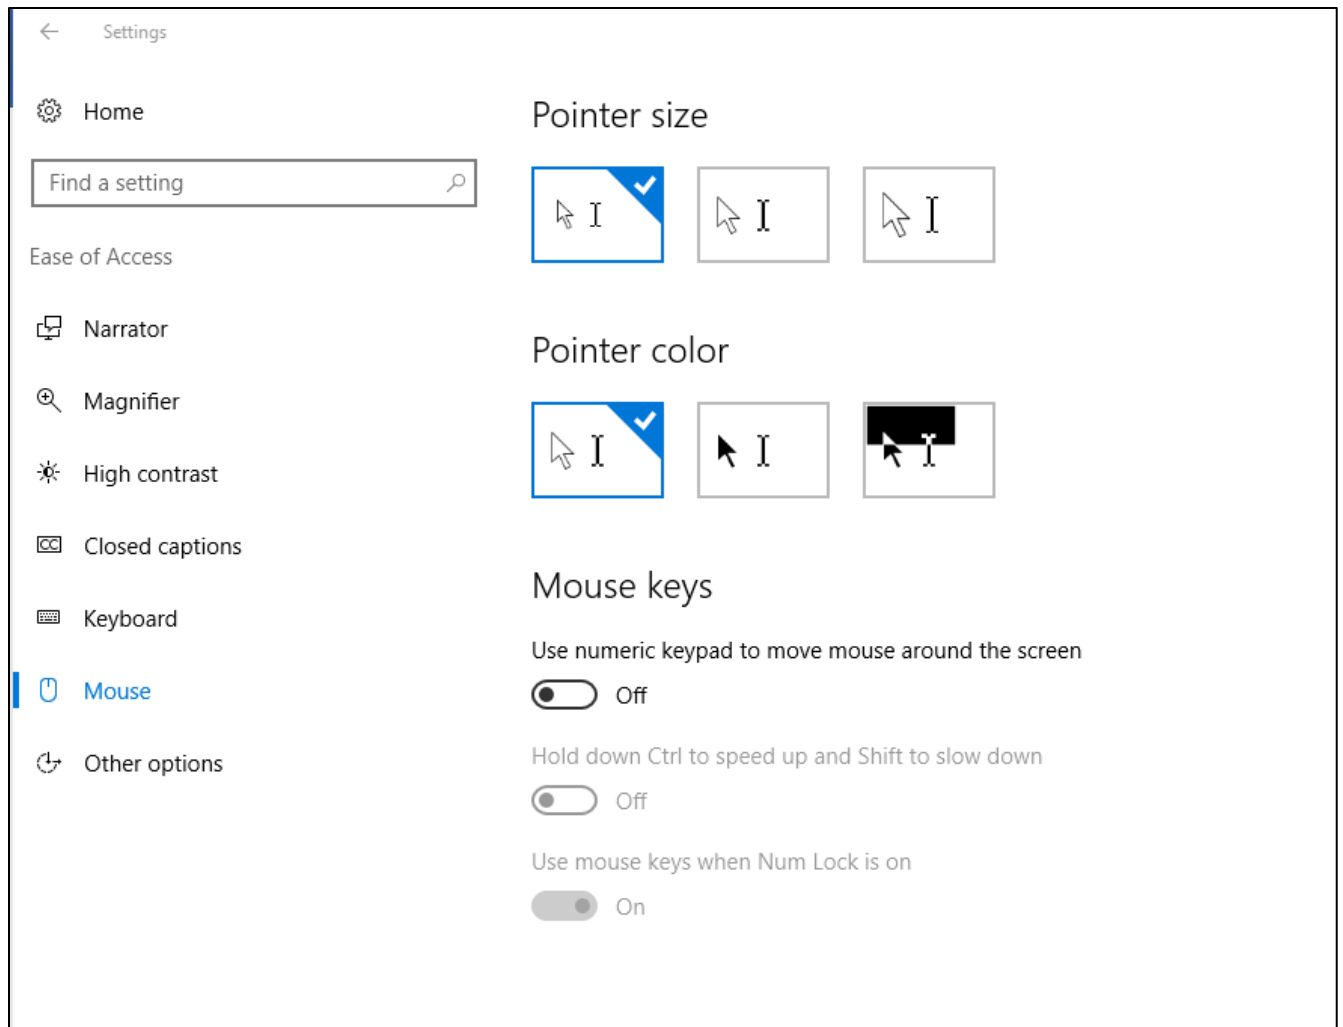 Settings
Home
Find a setting
Ease of Access
Narrator
Magnifier
High contrast
CC Closed captions
Keyboard
Mouse
Other options
Pointer size
Pointer color
Mouse keys
Use numeric keypad to move mouse around the screen
Off
Hold down Ctrl to speed up and Shift to slow down
Off
Use mouse keys when Num Lock is on
On